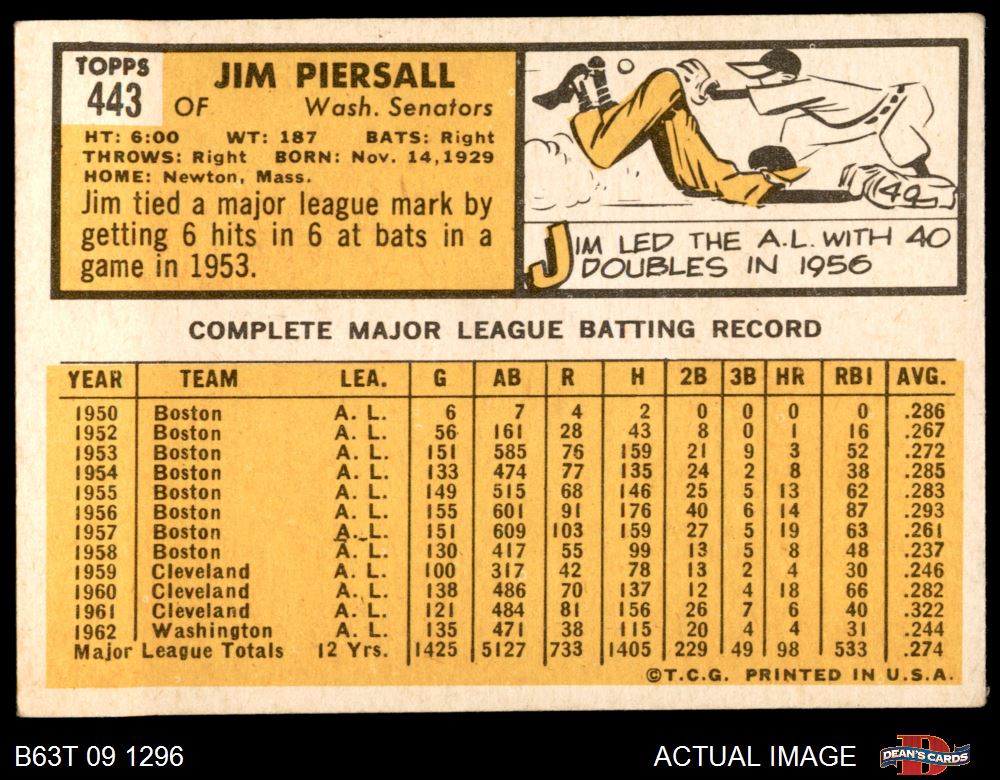 TOPPS
443
JIM PIERSALL
OF Wash. Senators
HT: 6:00 WT: 187 BATS: Right
THROWS: Right BORN: Nov. 14, 1929
HOME: Newton, Mass.
Jim tied a major league mark by
getting 6 hits in 6 at bats in a
game in 1953.
49
JIM LED THE A.L. WITH 40
DOUBLES IN 1956
COMPLETE MAJOR LEAGUE BATTING RECORD
YEAR TEAM LEA. G AB R H 2B 3B HR RBI AVG.
1950 Boston A. L. 6 7 4 2 0 0 0 0 .286
1952 Boston A. L. 56 161 28 43 8 0 1 16 .267
1953 Boston A. L. 151 585 76 159 21 9 3 52 .272
1954 Boston A. L. 133 474 77 135 24 2 8 38 .285
1955 Boston A. L. 149 515 68 146 25 5 13 62 .283
1956 Boston A. L. 155 601 91 176 40 6 14 87 .293
1957 Boston A. L. 151 609 103 159 27 5 19 63 .261
1958 Boston A. L. 130 417 55 99 13 5 8 48 .237
1959 Cleveland A. L. 100 317 42 78 13 2 4 30 .246
1960 Cleveland A. L. 138 486 70 137 12 4 18 66 .282
1961 Cleveland A. L. 121 484 81 156 26 7 6 40 .322
1962 Washington A. L. 135 471 38 115 20 4 4 31 .244
Major League Totals 12 Yrs. 1425 5127 733 1405 229 49 98 533 .274
©T.C.G. PRINTED IN U.S.A.
B63T 09 1296 ACTUAL IMAGE D DEAN'S CARDS